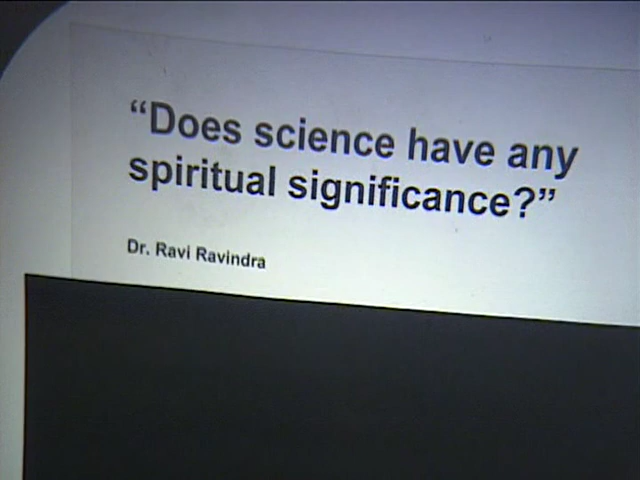 “Does science have any
spiritual significance?”
Dr. Ravi Ravindra